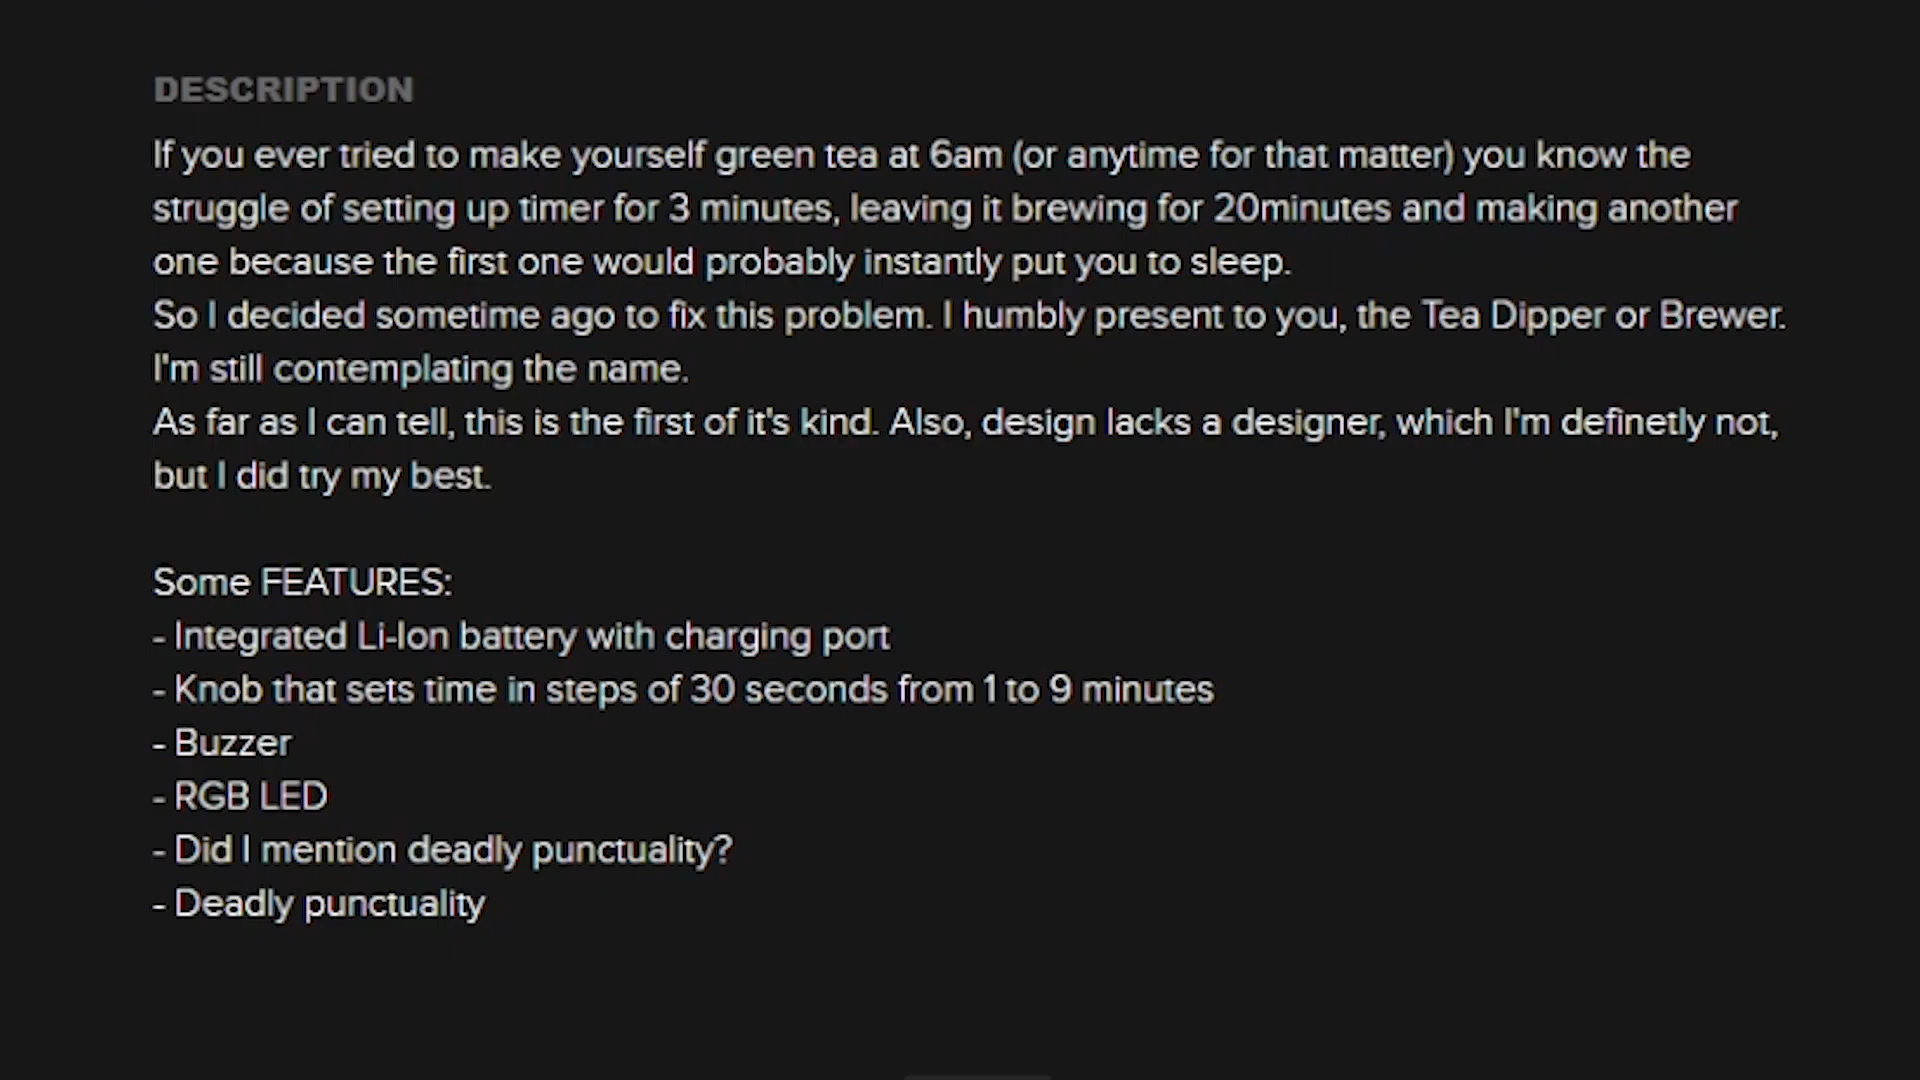 DESCRIPTION
If you ever tried to make yourself green tea at 6am (or anytime for that matter) you know the
struggle of setting up timer for 3 minutes, leaving it brewing for 20minutes and making another
one because the first one would probably instantly put you to sleep.
So I decided sometime ago to fix this problem. I humbly present to you, the Tea Dipper or Brewer.
I'm still contemplating the name.
As far as I can tell, this is the first of it's kind. Also, design lacks a designer, which I'm definetly not,
but I did try my best.
Some FEATURES:
- Integrated Li-Ion battery with charging port
- Knob that sets time in steps of 30 seconds from 1 to 9 minutes
- Buzzer
- RGB LED
- Did I mention deadly punctuality?
- Deadly punctuality